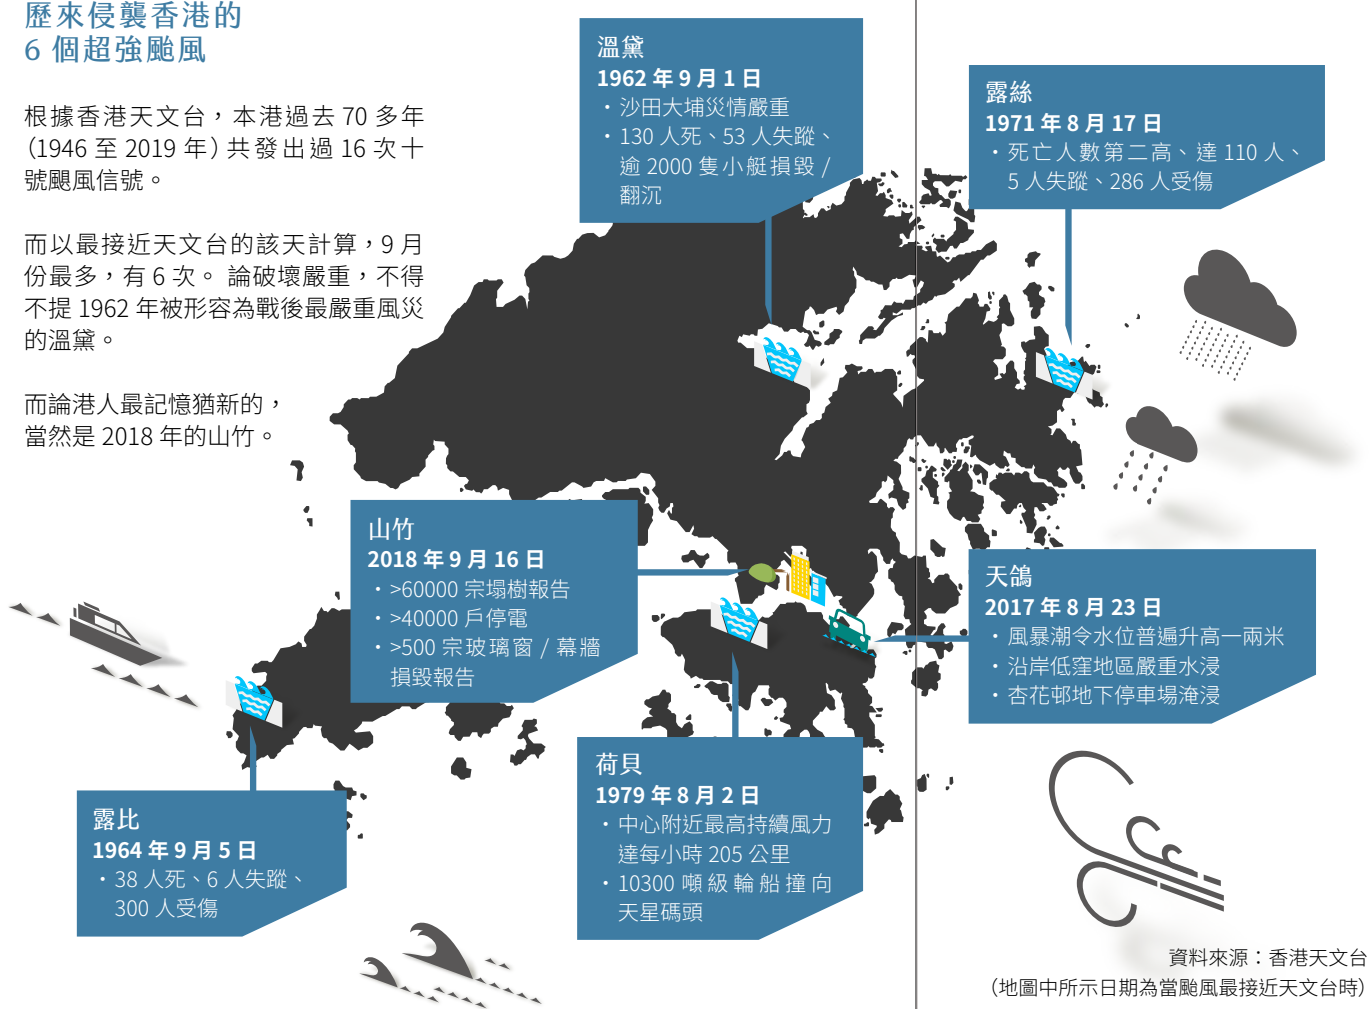 歷來侵襲香港的
6 個超強颱風
根據香港天文台，本港過去 70 多年
（1946 至 2019 年）共發出過 16 次十
號颶風信號。
而以最接近天文台的該天計算，9 月
份最多，有 6 次。 論破壞嚴重，不得
不提 1962 年被形容為戰後最嚴重風災
的溫黛。
而論港人最記憶猶新的，
當然是 2018 年的山竹。
溫黛
1962 年 9 月 1 日
・沙田大埔災情嚴重
・130 人死、53 人失蹤、
逾 2000 隻小艇損毀 /
翻沉
露絲
1971 年 8 月 17 日
・死亡人數第二高、達 110 人、
5 人失蹤、286 人受傷
山竹
2018 年 9 月 16 日
・>60000 宗塌樹報告
・>40000 戶停電
・>500 宗玻璃窗 / 幕牆
損毀報告
天鴿
2017 年 8 月 23 日
・風暴潮令水位普遍升高一兩米
・沿岸低窪地區嚴重水浸
・杏花邨地下停車場淹浸
荷貝
1979 年 8 月 2 日
・中心附近最高持續風力
達每小時 205 公里
・10300 噸級輪船撞向
天星碼頭
露比
1964 年 9 月 5 日
・38 人死、6 人失蹤、
300 人受傷
資料來源：香港天文台
（地圖中所示日期為當颱風最接近天文台時）